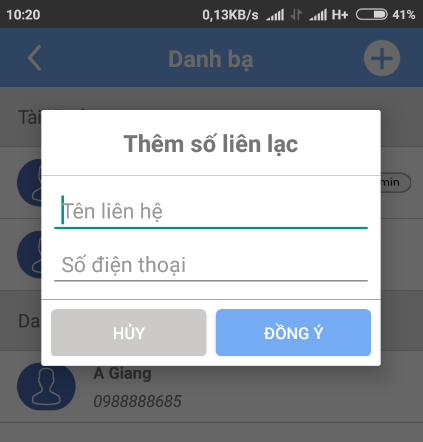 10:20 0,13KB/s H+ 41%
Danh bạ
Thêm số liên lạc
Tên liên hệ
Số điện thoại
HỦY ĐỒNG Ý
A Giang
0988888685